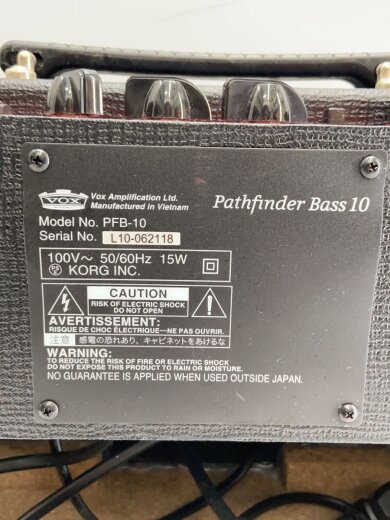 VOX
Vox Amplification Ltd.
Manufactured in Vietnam
Pathfinder Bass 10
Model No. PFB-10
Serial No. L10-062118
100V~ 50/60Hz 15W
KORG INC.
CAUTION
RISK OF ELECTRIC SHOCK
DO NOT OPEN
AVERTISSEMENT:
RISQUE DE CHOC ÉLECTRIQUE—NE PAS OUVRIR.
注意 感電の恐れあり、キャビネットをあけるな
WARNING:
TO REDUCE THE RISK OF FIRE OR ELECTRIC SHOCK
DO NOT EXPOSE THIS PRODUCT TO RAIN OR MOISTURE.
NO GUARANTEE IS APPLIED WHEN USED OUTSIDE JAPAN.